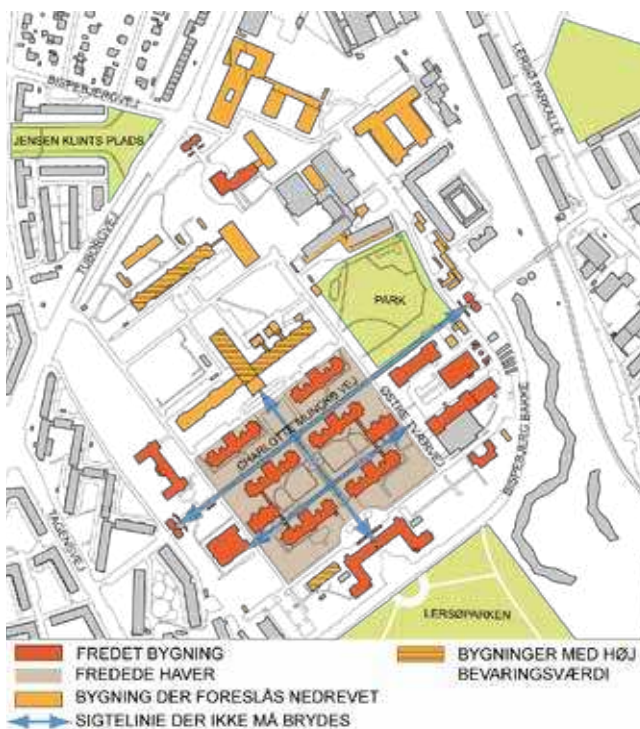 BISPEBJERGVEJ
LERSØ PARKALLÉ
JENSEN KLINTS PLADS
TUBORGVEJ
PARK
CHARLOTTE MUNCKS VEJ
ØSTRE TVÆRVEJ
BISPEBJERG BAKKE
TAGENSVEJ
LERSØPARKEN
FREDET BYGNING
FREDEDE HAVER
BYGNING DER FORESLÅS NEDREVET
SIGTELINIE DER IKKE MÅ BRYDES
BYGNINGER MED HØJ
BEVARINGSVÆRDI